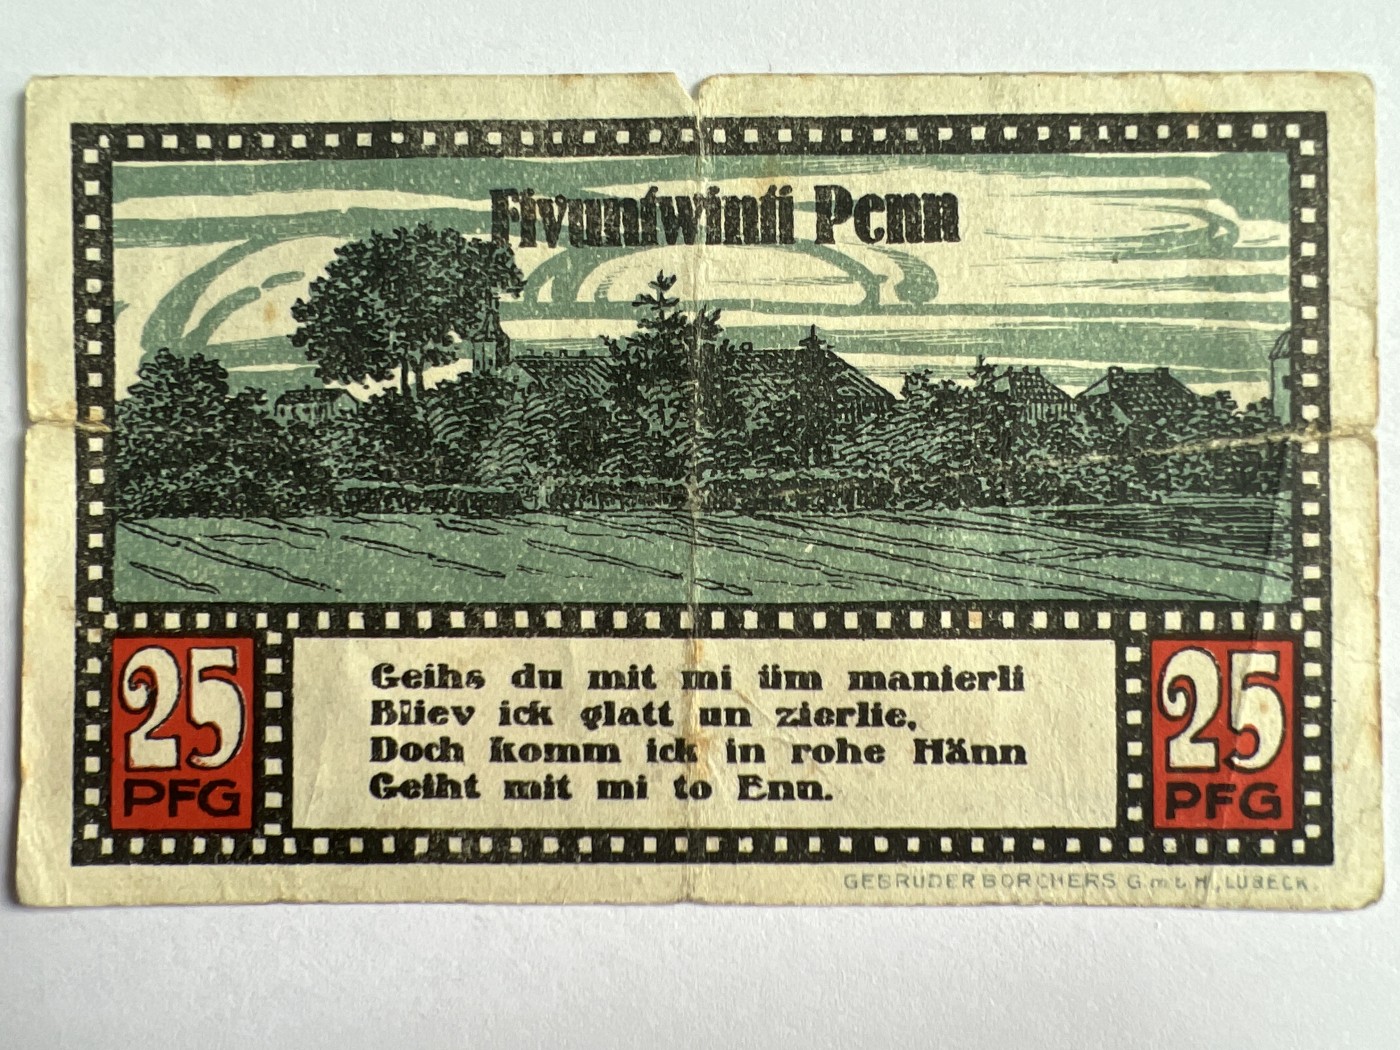 Fivuntwinti Penn
25
PFG
Geihs du mit mi üm manierli
Bliev ick glatt un zierlie,
Doch komm ick in rohe Hänn
Geiht mit mi to Enn.
25
PFG
GEBRÜDER BORCHERS G.m.b.H., LÜBECK.